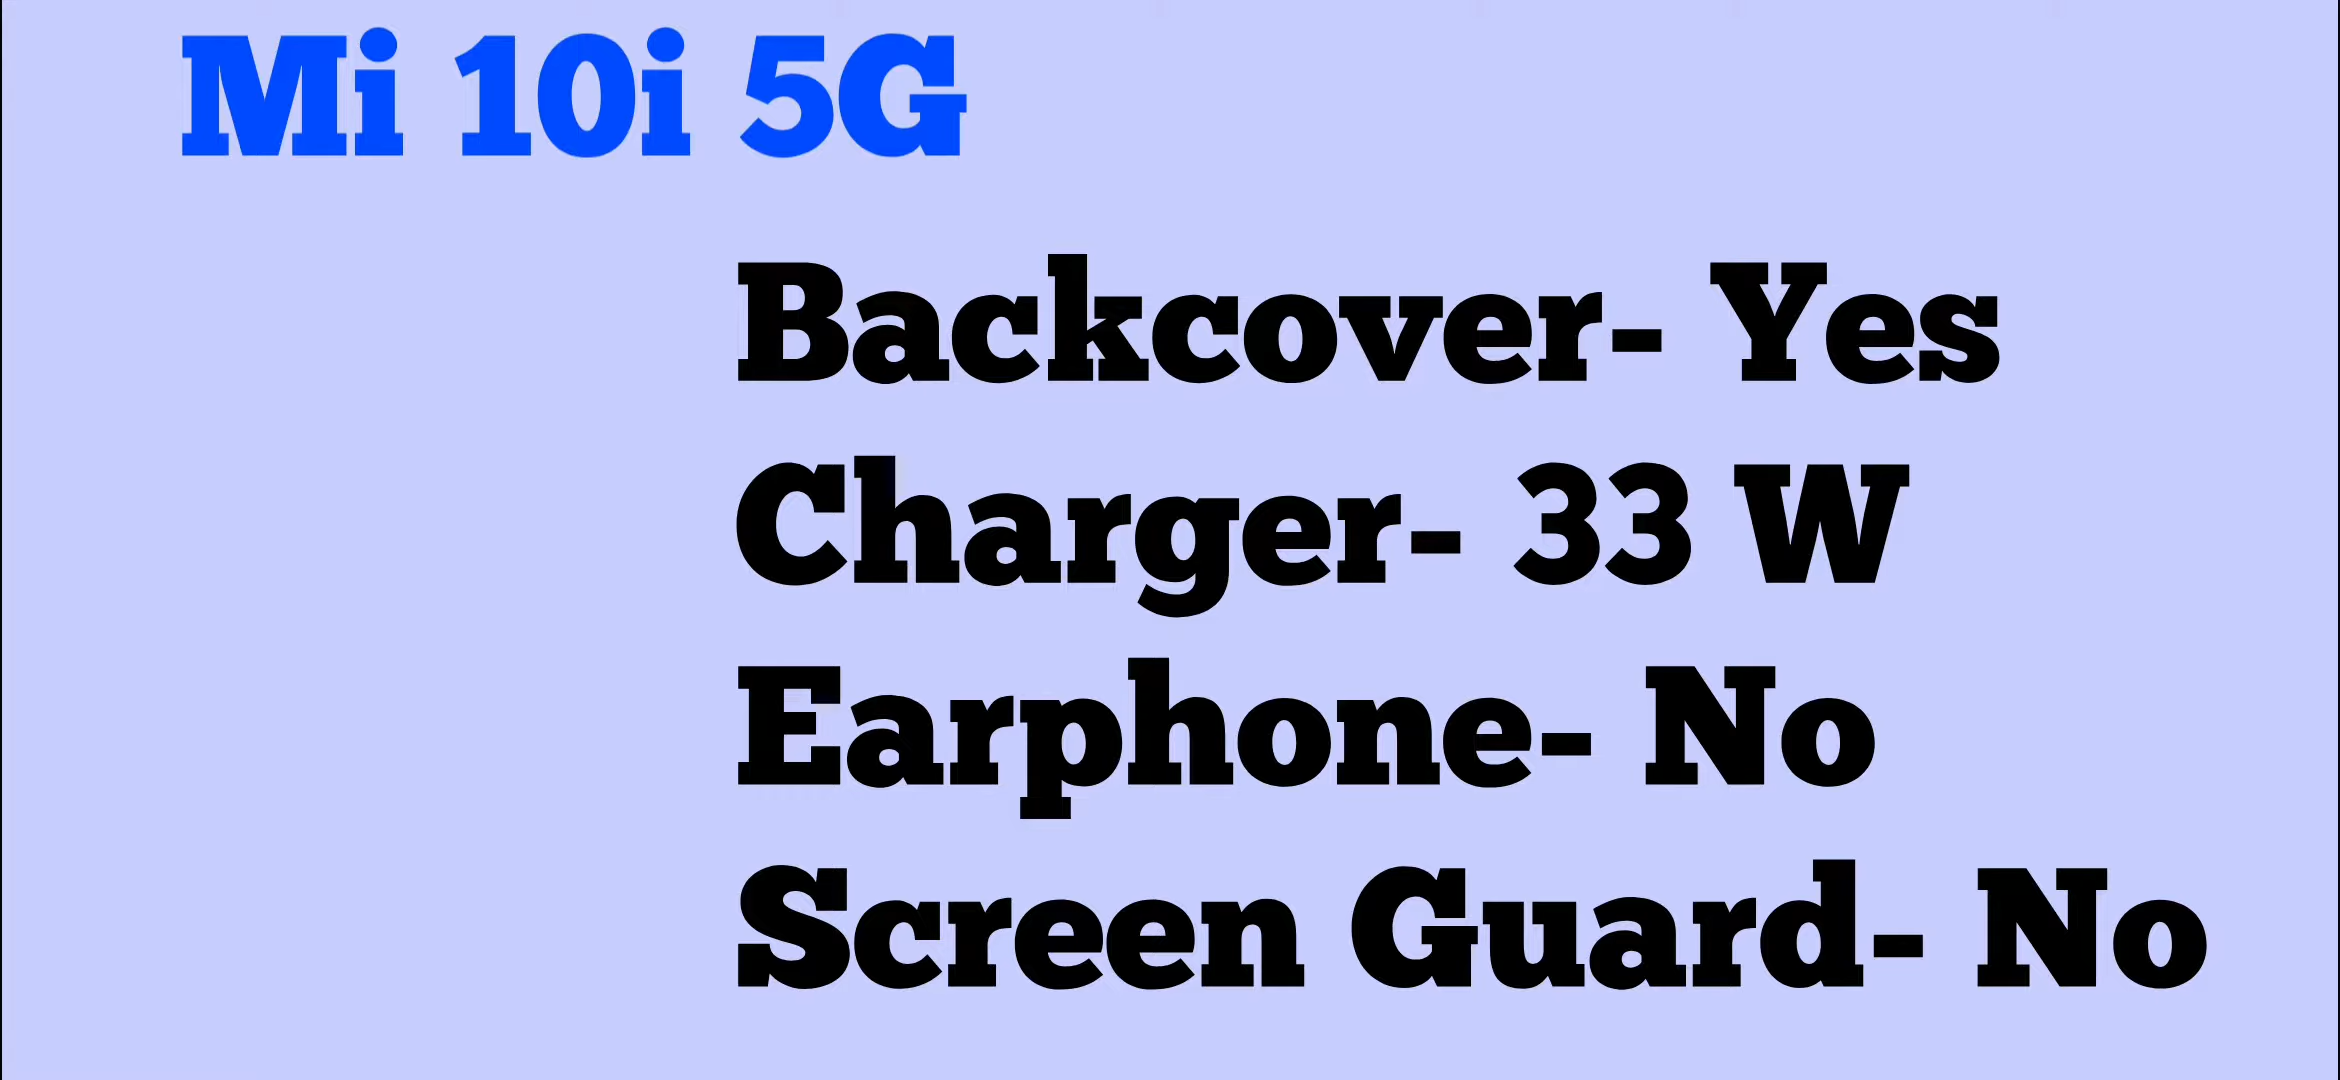 Mi 10i 5G
Backcover- Yes
Charger- 33 W
Earphone- No
Screen Guard- No